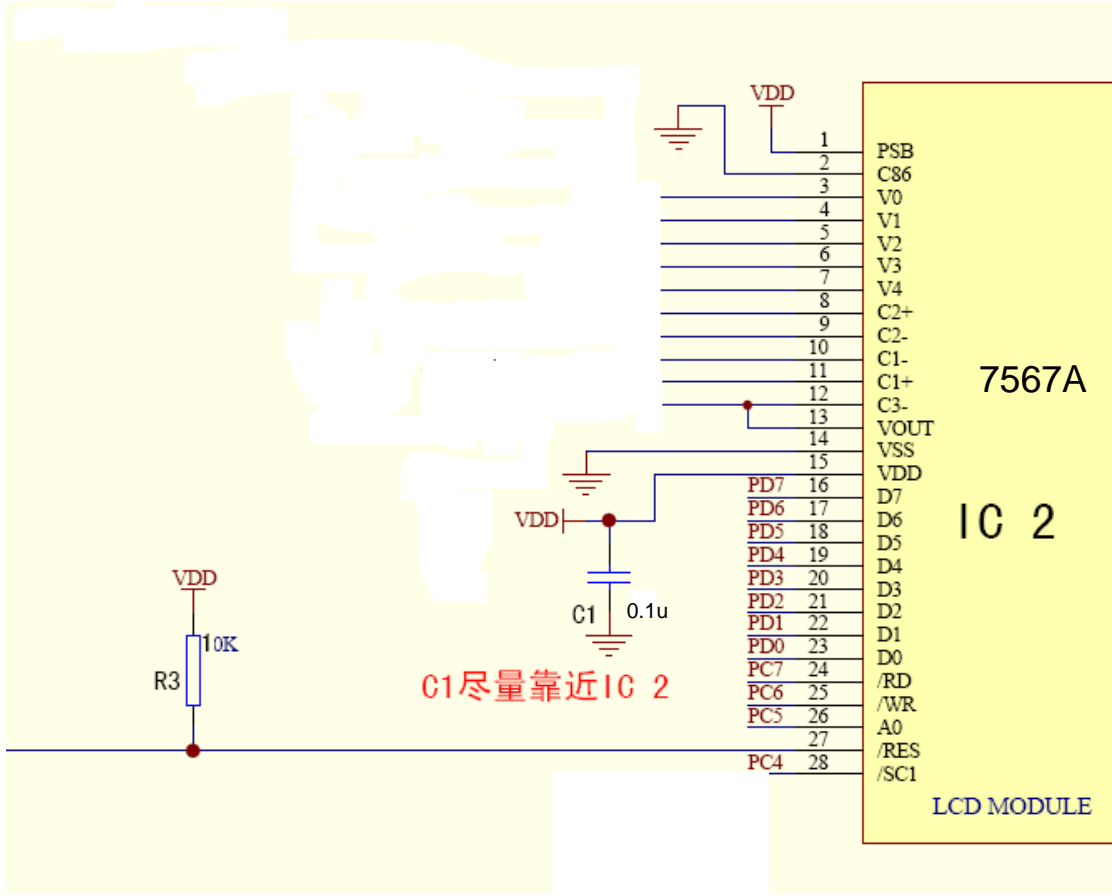 VDD
1 PSB
2 C86
3 V0
4 V1
5 V2
6 V3
7 V4
8 C2+
9 C2-
10 C1-
11 C1+
12 C3-
13 VOUT
14 VSS
15 VDD
PD7 16 D7
PD6 17 D6
PD5 18 D5
PD4 19 D4
PD3 20 D3
PD2 21 D2
PD1 22 D1
PD0 23 D0
PC7 24 /RD
PC6 25 /WR
PC5 26 A0
27 /RES
PC4 28 /SC1
7567A
IC 2
LCD MODULE
VDD
C1 0.1u
VDD
10K
R3
C1尽量靠近IC 2